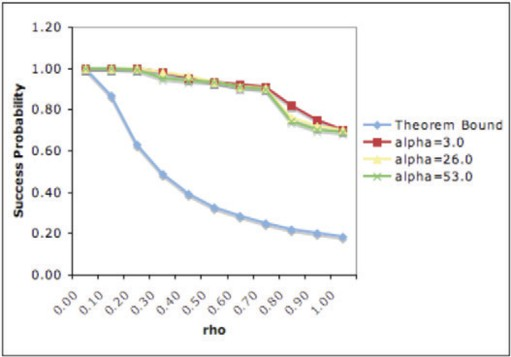 1.20
1.00
0.80
0.60
0.40
0.20
0.00
Success Probability
0.00 0.10 0.20 0.30 0.40 0.50 0.60 0.70 0.80 0.90 1.00
rho
Theorem Bound
alpha=3.0
alpha=26.0
alpha=53.0